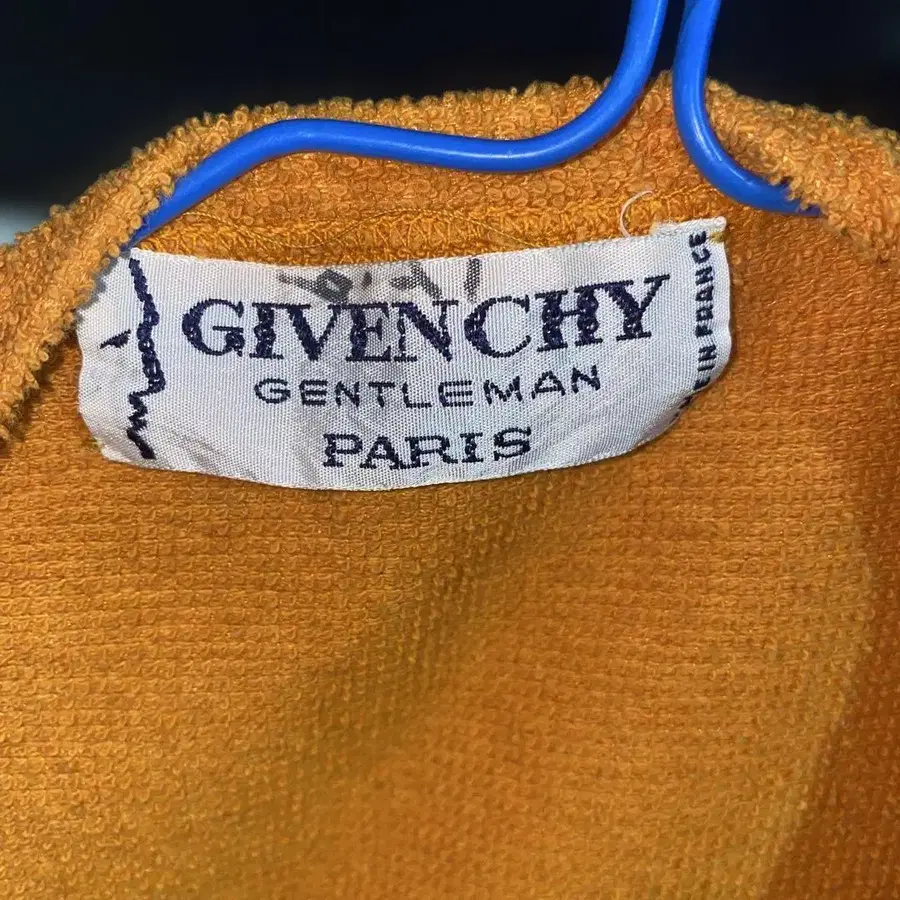 GIVENCHY
GENTLEMAN
PARIS
IN FRANCE